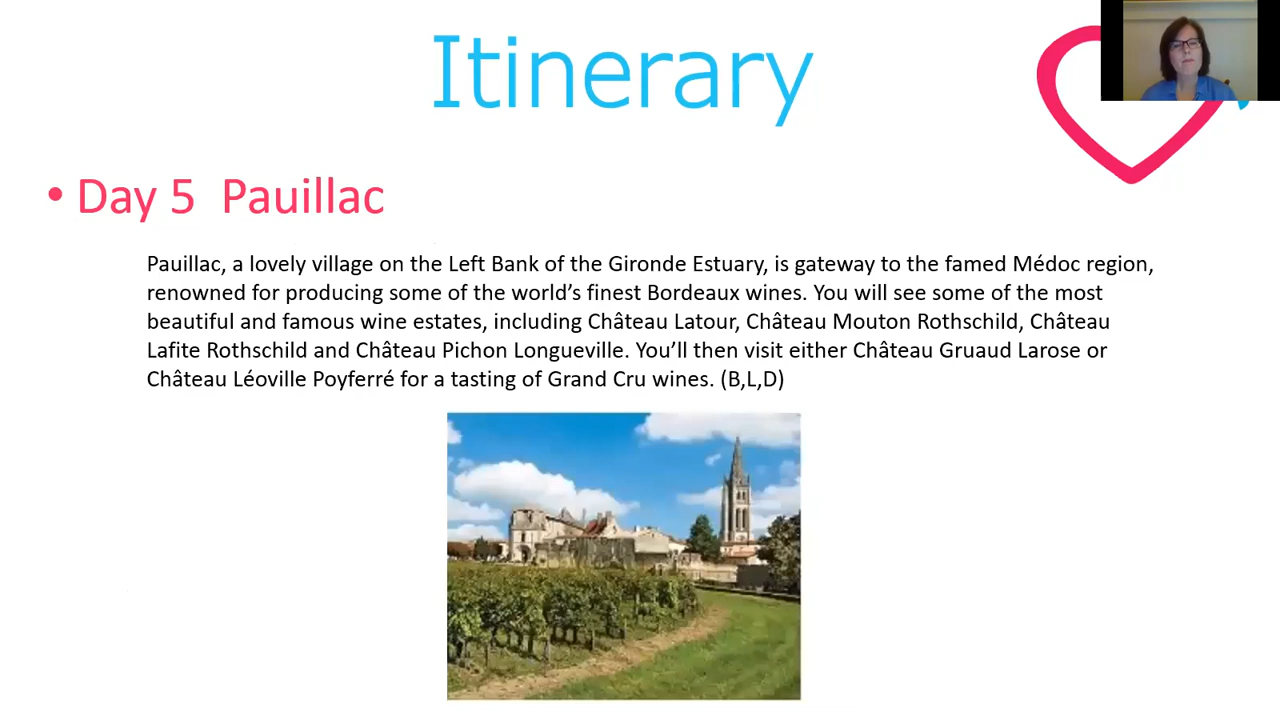 Itinerary
• Day 5 Pauillac
Pauillac, a lovely village on the Left Bank of the Gironde Estuary, is gateway to the famed Médoc region,
renowned for producing some of the world’s finest Bordeaux wines. You will see some of the most
beautiful and famous wine estates, including Château Latour, Château Mouton Rothschild, Château
Lafite Rothschild and Château Pichon Longueville. You’ll then visit either Château Gruaud Larose or
Château Léoville Poyferré for a tasting of Grand Cru wines. (B,L,D)